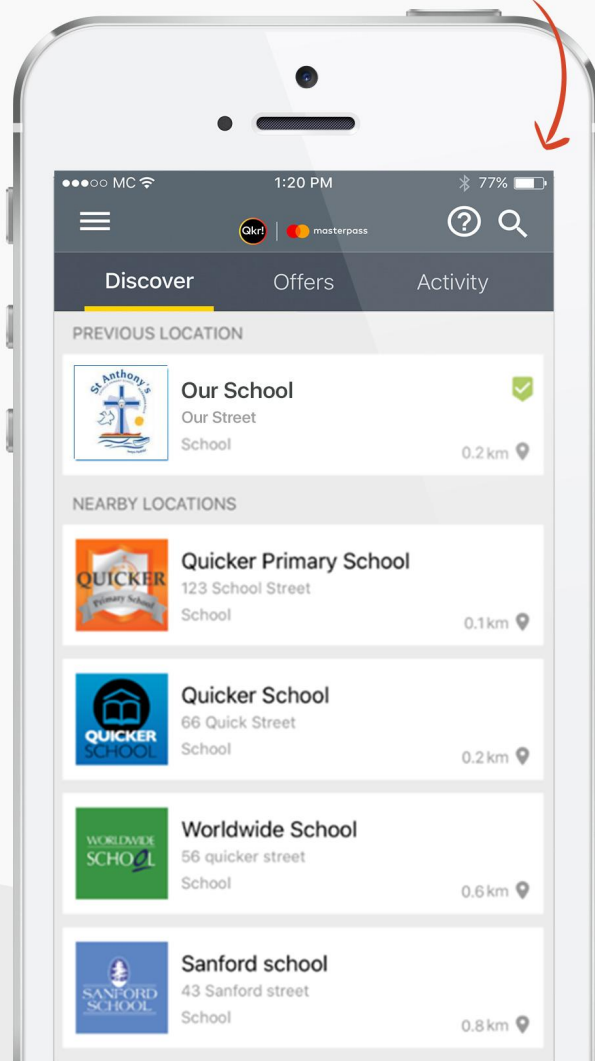 MC
1:20 PM
77%
Qkr!
masterpass
Discover
Offers
Activity
PREVIOUS LOCATION
St Anthony's
Our School
Our Street
School
0.2 km
NEARBY LOCATIONS
QUICKER
Primary School
Quicker Primary School
123 School Street
School
0.1 km
QUICKER
SCHOOL
Quicker School
66 Quick Street
School
0.2 km
WORLDWIDE
SCHOOL
Worldwide School
56 quicker street
School
0.6 km
SANFORD
SCHOOL
Sanford school
43 Sanford street
School
0.8 km